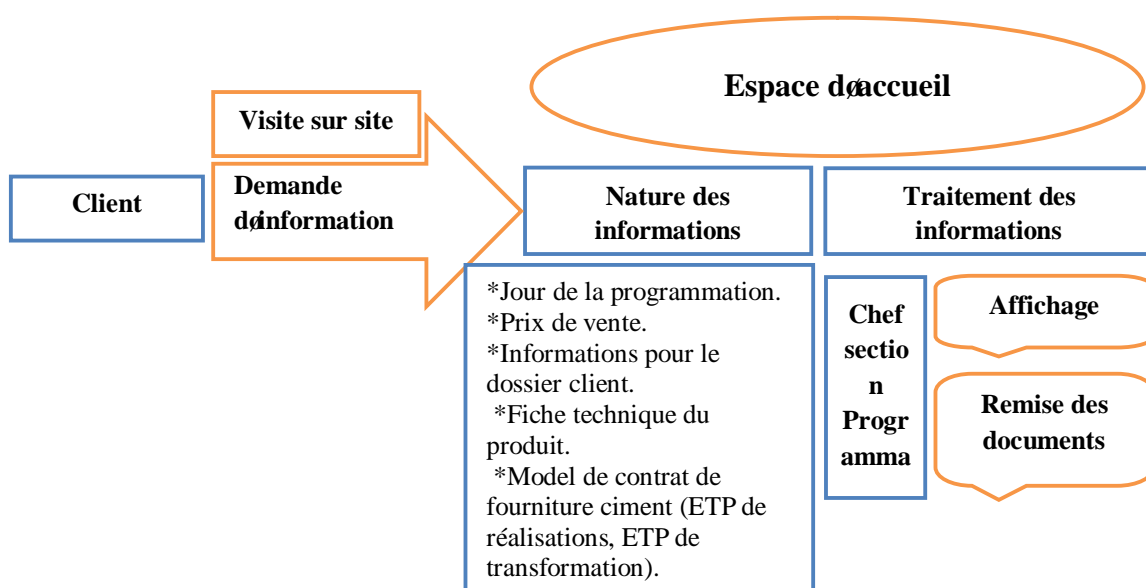 Espace døaccueil
Visite sur site
Client
Demande
døinformation
Nature des
informations
Traitement des
informations
*Jour de la programmation.
*Prix de vente.
*Informations pour le
dossier client.
*Fiche technique du
produit.
*Model de contrat de
fourniture ciment (ETP de
réalisations, ETP de
transformation).
Chef
sectio
n
Progr
amma
Affichage
Remise des
documents